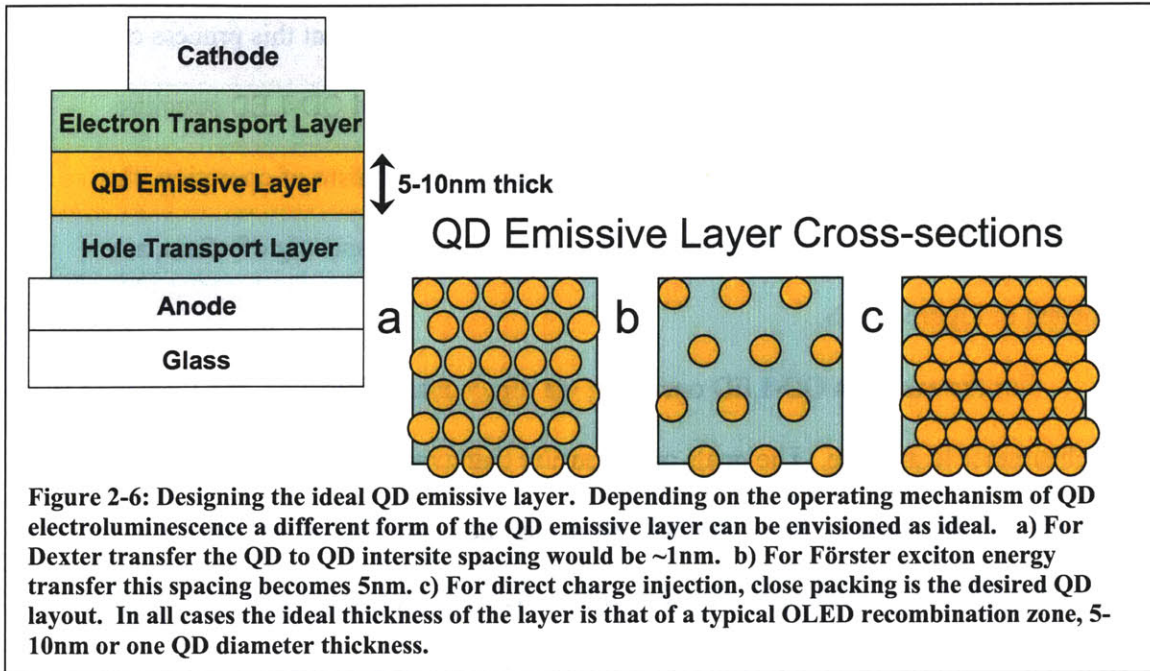 Cathode
Electron Transport Layer
QD Emissive Layer
Hole Transport Layer
Anode
Glass
5-10nm thick
QD Emissive Layer Cross-sections
a
b
c
Figure 2-6: Designing the ideal QD emissive layer. Depending on the operating mechanism of QD
electroluminescence a different form of the QD emissive layer can be envisioned as ideal. a) For
Dexter transfer the QD to QD intersite spacing would be ~1nm. b) For Förster exciton energy
transfer this spacing becomes 5nm. c) For direct charge injection, close packing is the desired QD
layout. In all cases the ideal thickness of the layer is that of a typical OLED recombination zone, 5-
10nm or one QD diameter thickness.